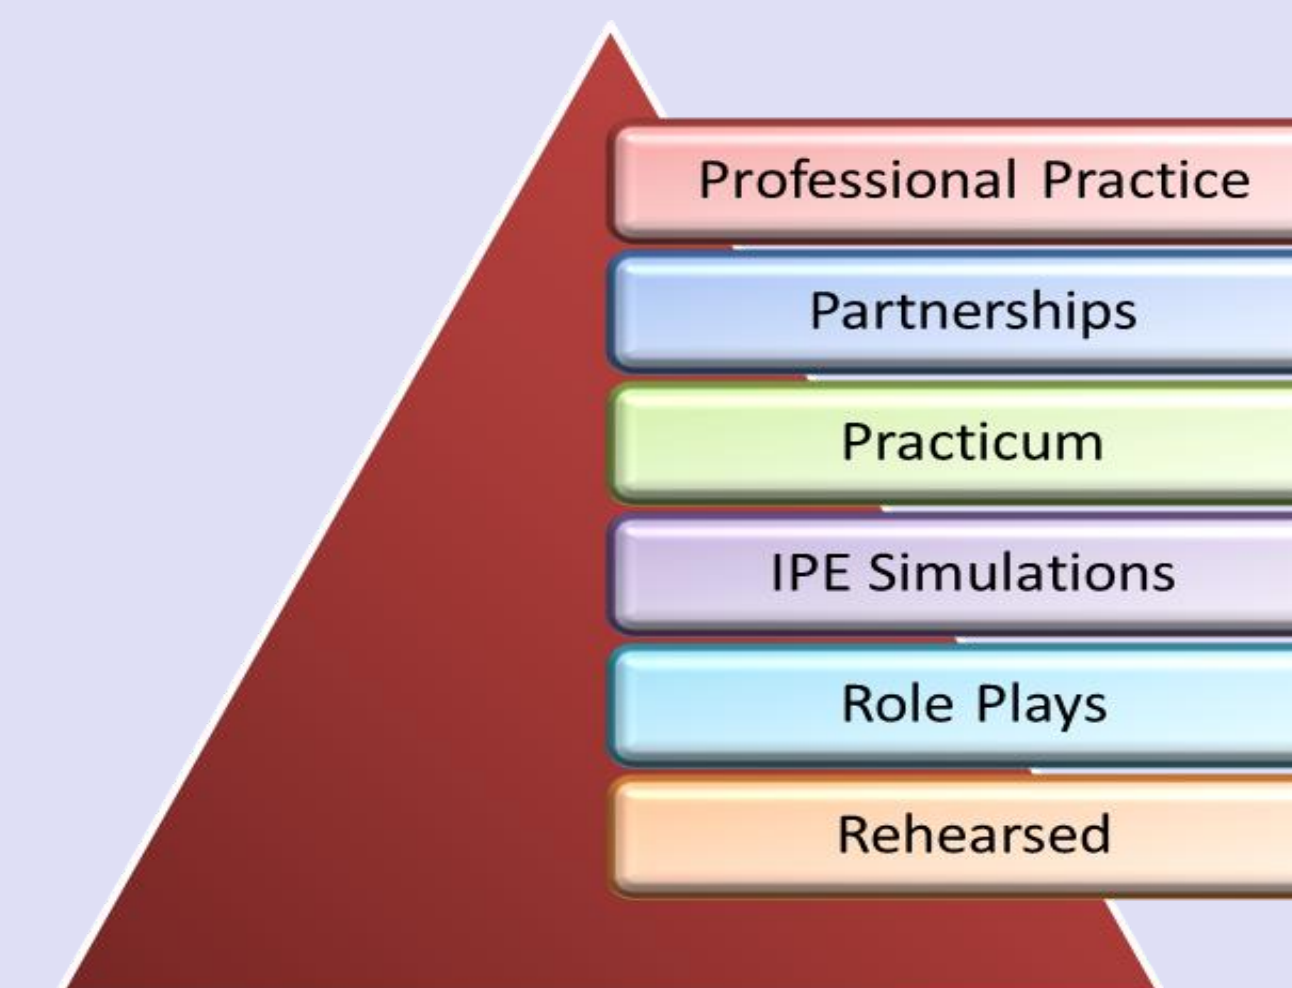 Professional Practice
Partnerships
Practicum
IPE Simulations
Role Plays
Rehearsed